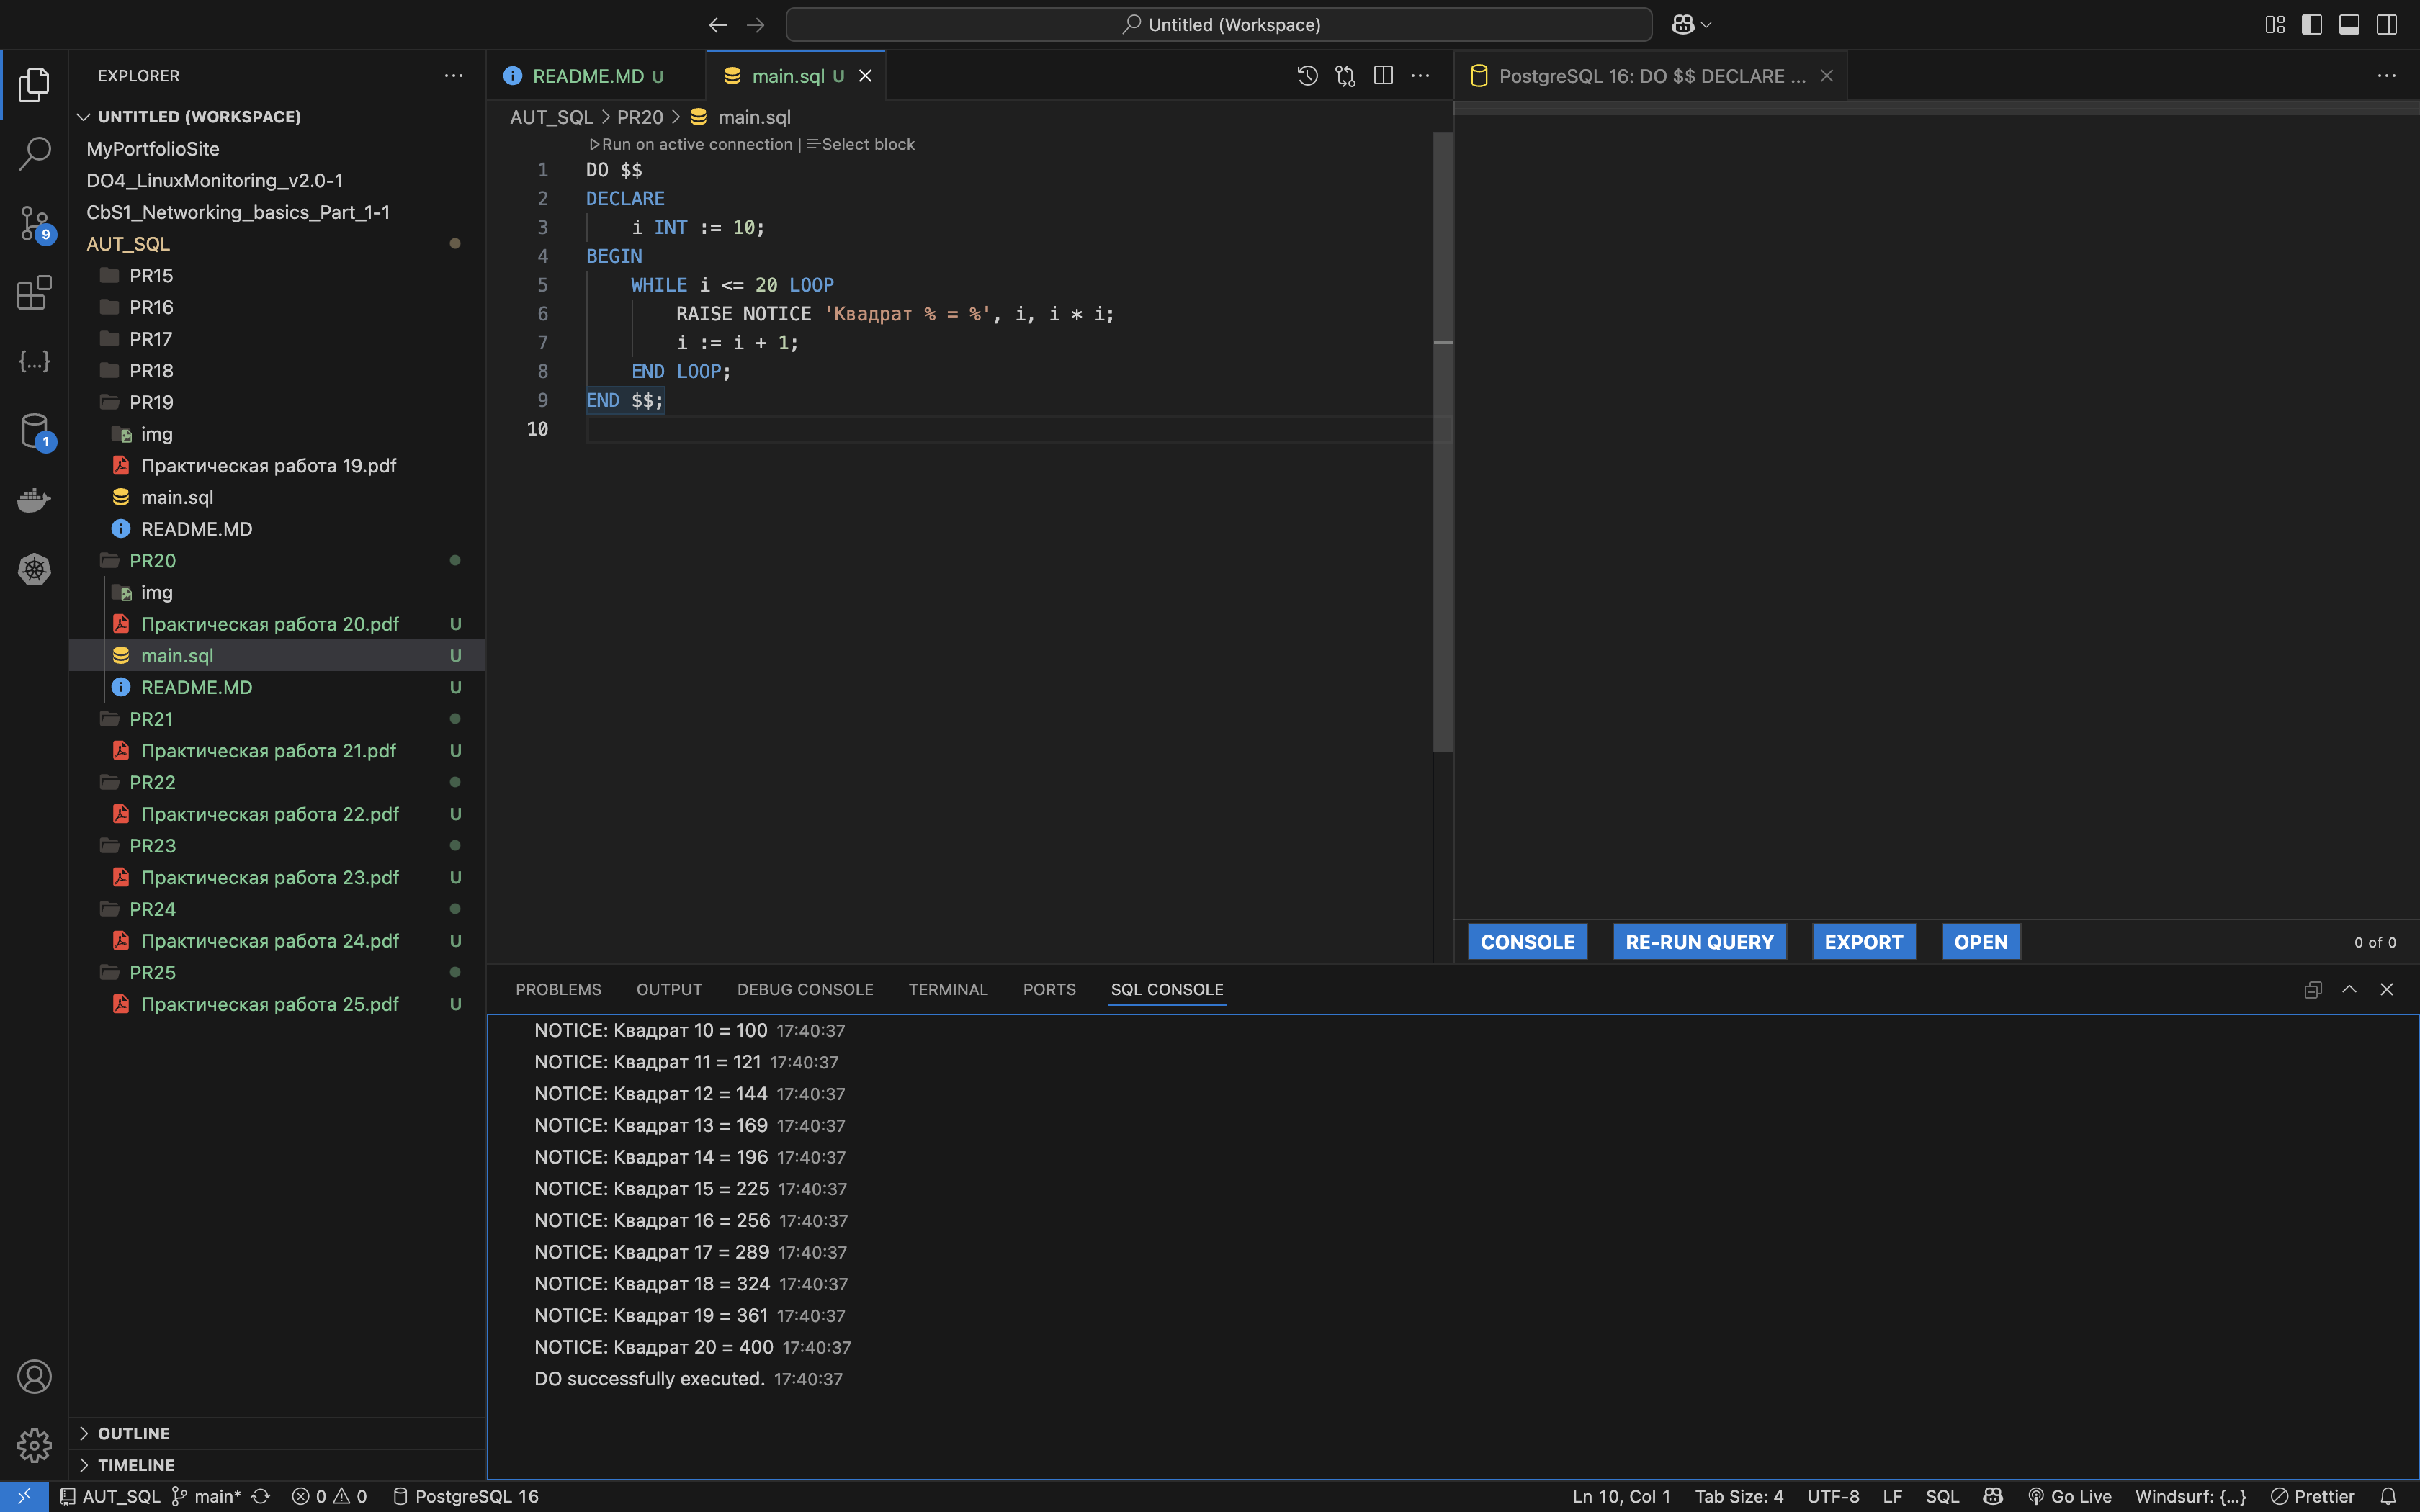 Untitled (Workspace)
EXPLORER
UNTITLED (WORKSPACE)
MyPortfolioSite
DO4_LinuxMonitoring_v2.0-1
CbS1_Networking_basics_Part_1-1
AUT_SQL
PR15
PR16
PR17
PR18
PR19
img
Практическая работа 19.pdf
main.sql
README.MD
PR20
img
Практическая работа 20.pdf U
main.sql U
README.MD U
PR21
Практическая работа 21.pdf U
PR22
Практическая работа 22.pdf U
PR23
Практическая работа 23.pdf U
PR24
Практическая работа 24.pdf U
PR25
Практическая работа 25.pdf U
OUTLINE
TIMELINE
9
1
README.MD U
main.sql U
AUT_SQL > PR20 > main.sql
Run on active connection | Select block
1 DO $$
2 DECLARE
3 i INT := 10;
4 BEGIN
5 WHILE i <= 20 LOOP
6 RAISE NOTICE 'Квадрат % = %', i, i * i;
7 i := i + 1;
8 END LOOP;
9 END $$;
10
PostgreSQL 16: DO $$ DECLARE ...
CONSOLE RE-RUN QUERY EXPORT OPEN 0 of 0
PROBLEMS OUTPUT DEBUG CONSOLE TERMINAL PORTS SQL CONSOLE
NOTICE: Квадрат 10 = 100 17:40:37
NOTICE: Квадрат 11 = 121 17:40:37
NOTICE: Квадрат 12 = 144 17:40:37
NOTICE: Квадрат 13 = 169 17:40:37
NOTICE: Квадрат 14 = 196 17:40:37
NOTICE: Квадрат 15 = 225 17:40:37
NOTICE: Квадрат 16 = 256 17:40:37
NOTICE: Квадрат 17 = 289 17:40:37
NOTICE: Квадрат 18 = 324 17:40:37
NOTICE: Квадрат 19 = 361 17:40:37
NOTICE: Квадрат 20 = 400 17:40:37
DO successfully executed. 17:40:37
AUT_SQL main* 0 0 PostgreSQL 16 Ln 10, Col 1 Tab Size: 4 UTF-8 LF SQL Go Live Windsurf: {...} Prettier